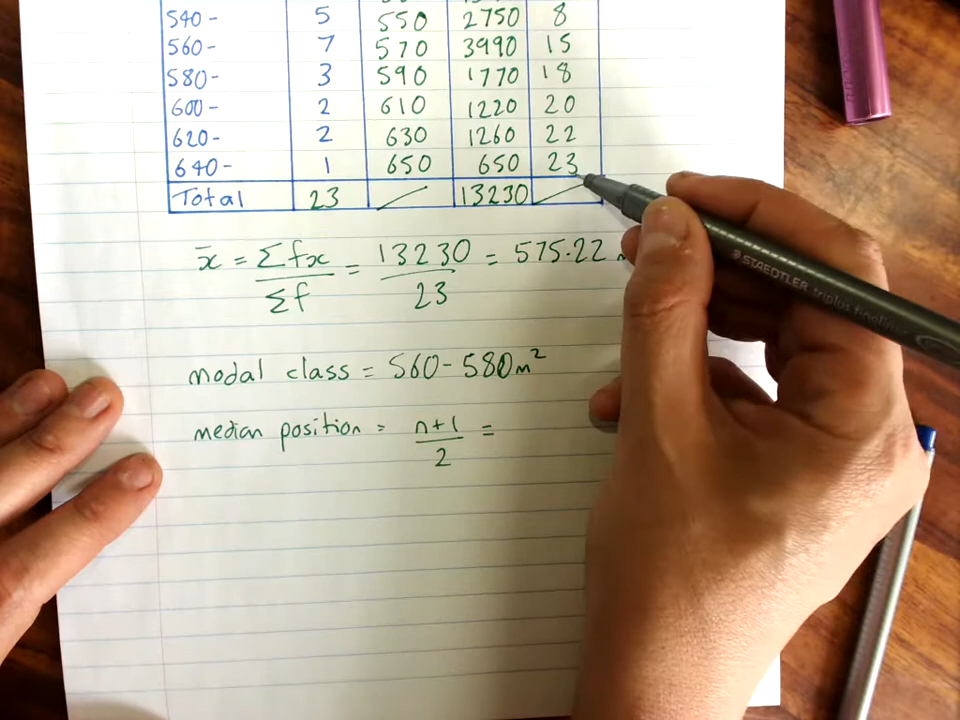 540- 5 550 2750 8
560- 7 570 3990 15
580- 3 590 1770 18
600- 2 610 1220 20
620- 2 630 1260 22
640- 1 650 650 23
Total 23 13230
x̄ = Σfx/Σf = 13230/23 = 575.22
modal class = 560-580m²
median position = n+1/2 =
STAEDTLER triplus fineliner